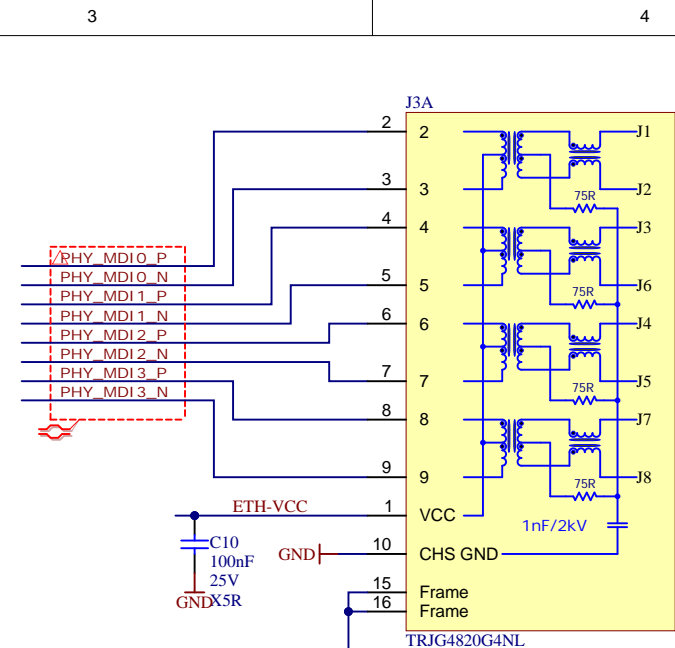 3 4
J3A
2 2 J1
3 3 75R J2
4 4 J3
PHY_MDI0_P
PHY_MDI0_N
PHY_MDI1_P
PHY_MDI1_N
PHY_MDI2_P
PHY_MDI2_N
PHY_MDI3_P
PHY_MDI3_N
5 5 75R J6
6 6 J4
7 7 75R J5
8 8 J7
9 9 75R J8
ETH-VCC 1 VCC 1nF/2kV
C10
100nF
25V
X5R
GND
GND 10 CHS GND
15 Frame
16 Frame
TRJG4820G4NL